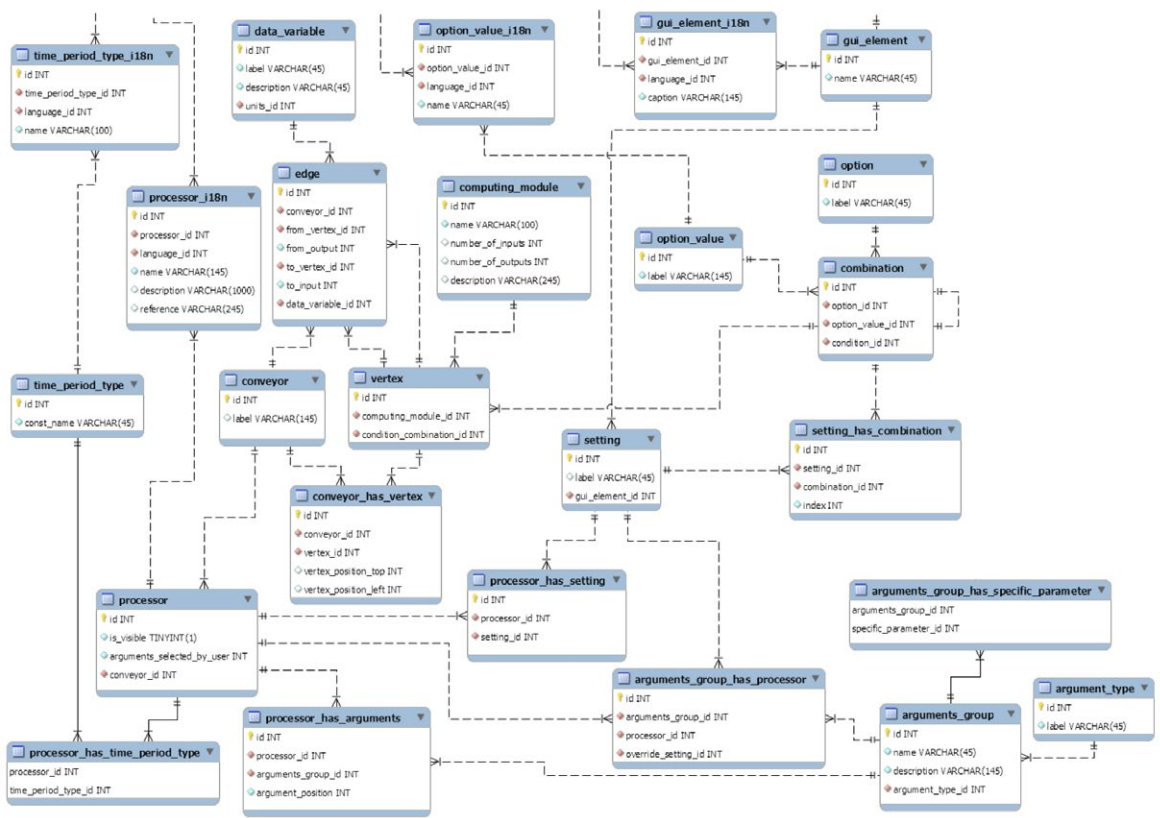 time_period_type_i18n
id INT
time_period_type_id INT
language_id INT
name VARCHAR(100)
data_variable
id INT
label VARCHAR(45)
description VARCHAR(45)
units_id INT
option_value_i18n
id INT
option_value_id INT
language_id INT
name VARCHAR(45)
gui_element_i18n
id INT
gui_element_id INT
language_id INT
caption VARCHAR(145)
gui_element
id INT
name VARCHAR(45)
processor_i18n
id INT
processor_id INT
language_id INT
name VARCHAR(145)
description VARCHAR(1000)
reference VARCHAR(245)
edge
id INT
conveyor_id INT
from_vertex_id INT
from_output INT
to_vertex_id INT
to_input INT
data_variable_id INT
computing_module
id INT
name VARCHAR(100)
number_of_inputs INT
number_of_outputs INT
description VARCHAR(245)
option
id INT
label VARCHAR(45)
option_value
id INT
label VARCHAR(145)
combination
id INT
option_id INT
option_value_id INT
condition_id INT
time_period_type
id INT
const_name VARCHAR(45)
conveyor
id INT
label VARCHAR(145)
vertex
id INT
computing_module_id INT
condition_combination_id INT
setting
id INT
label VARCHAR(45)
gui_element_id INT
setting_has_combination
id INT
setting_id INT
combination_id INT
index INT
conveyor_has_vertex
id INT
conveyor_id INT
vertex_id INT
vertex_position_top INT
vertex_position_left INT
processor
id INT
is_visible TINYINT(1)
arguments_selected_by_user INT
conveyor_id INT
processor_has_setting
id INT
processor_id INT
setting_id INT
arguments_group_has_specific_parameter
arguments_group_id INT
specific_parameter_id INT
arguments_group_has_processor
id INT
arguments_group_id INT
processor_id INT
override_setting_id INT
argument_type
id INT
label VARCHAR(45)
processor_has_time_period_type
processor_id INT
time_period_type_id INT
processor_has_arguments
id INT
processor_id INT
arguments_group_id INT
argument_position INT
arguments_group
id INT
name VARCHAR(45)
description VARCHAR(145)
argument_type_id INT